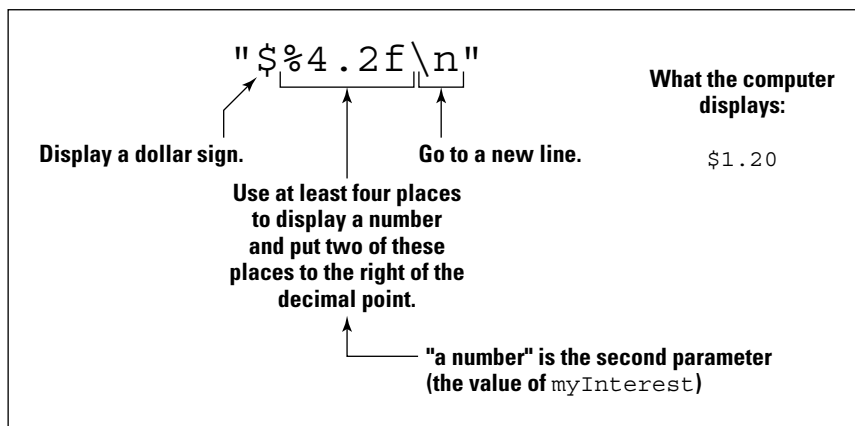 "$%4.2f\n"
Display a dollar sign.
Go to a new line.
Use at least four places
to display a number
and put two of these
places to the right of the
decimal point.
"a number" is the second parameter
(the value of myInterest)
What the computer
displays:
$1.20